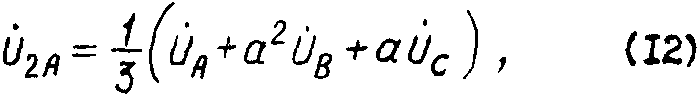 U̇₂A = 1/3 (U̇A + a²U̇B + aU̇C) , (I2)